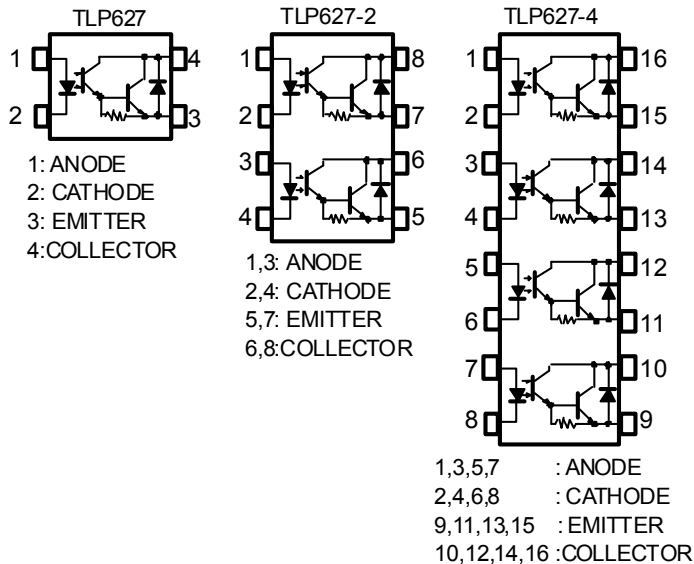 TLP627
1
4
2
3
1: ANODE
2: CATHODE
3: EMITTER
4:COLLECTOR
TLP627-2
1
8
2
7
3
6
4
5
1,3: ANODE
2,4: CATHODE
5,7: EMITTER
6,8:COLLECTOR
TLP627-4
1
16
2
15
3
14
4
13
5
12
6
11
7
10
8
9
1,3,5,7 : ANODE
2,4,6,8 : CATHODE
9,11,13,15 : EMITTER
10,12,14,16 :COLLECTOR